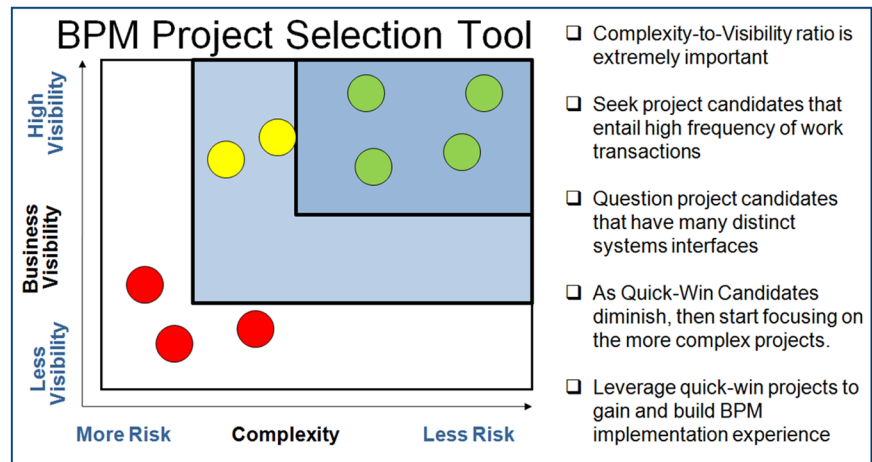 BPM Project Selection Tool
High
Visibility
Business
Visibility
Less
Visibility
More Risk
Complexity
Less Risk
Complexity-to-Visibility ratio is
extremely important
Seek project candidates that
entail high frequency of work
transactions
Question project candidates
that have many distinct
systems interfaces
As Quick-Win Candidates
diminish, then start focusing on
the more complex projects.
Leverage quick-win projects to
gain and build BPM
implementation experience